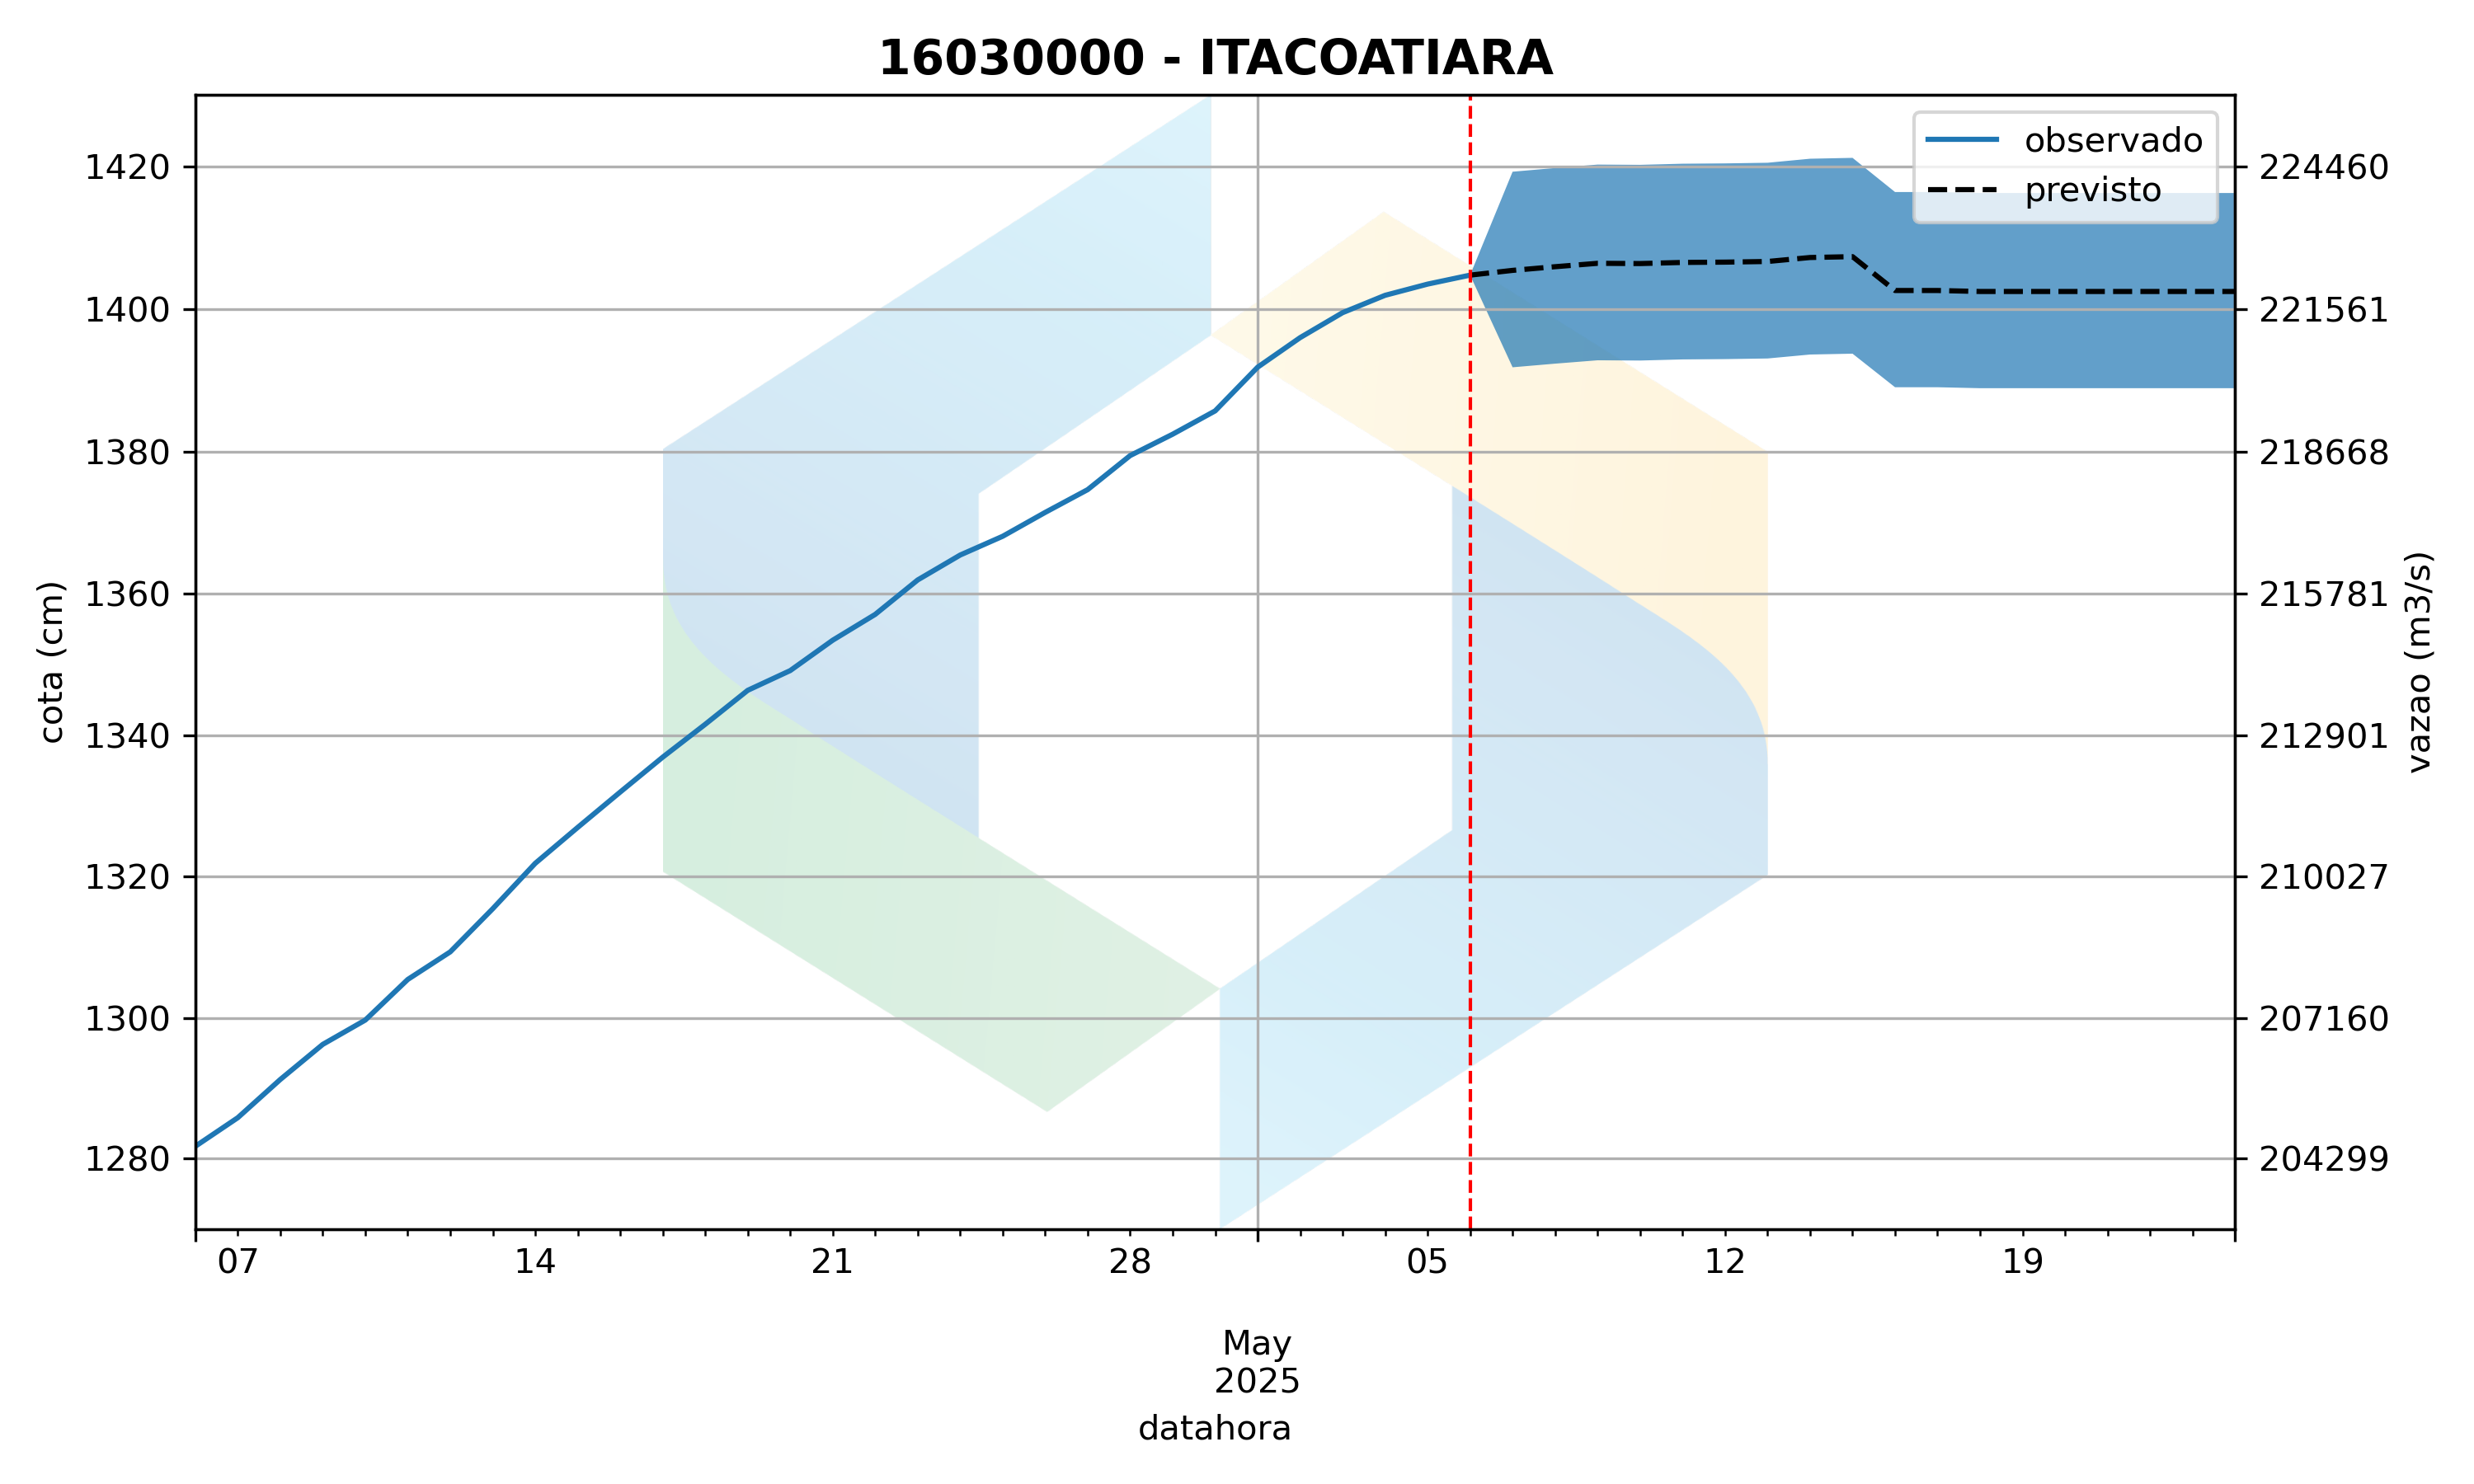 16030000 - ITACOATIARA
observado
previsto
1420
1400
1380
1360
1340
1320
1300
1280
cota (cm)
224460
221561
218668
215781
212901
210027
207160
204299
vazao (m3/s)
07 14 21 28 05 12 19
May
2025
datahora